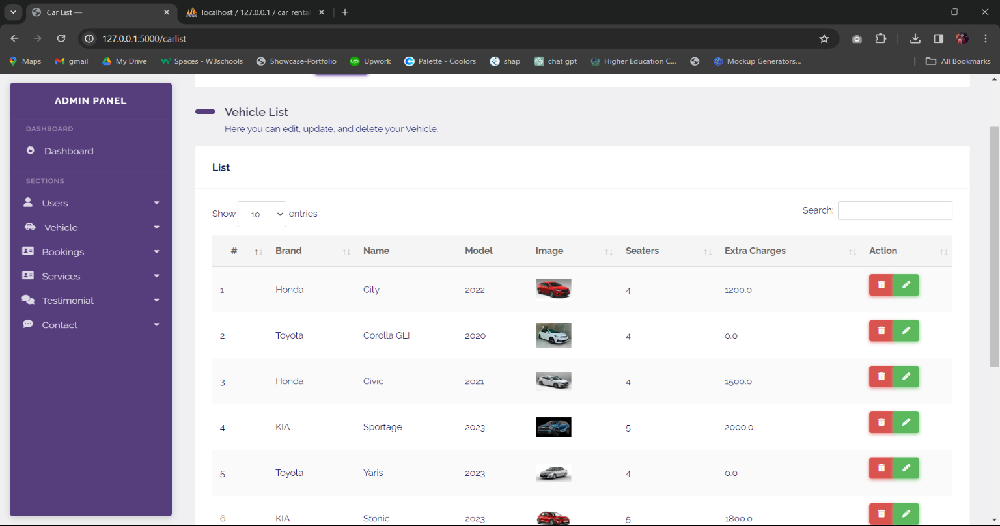 Car List —
localhost / 127.0.0.1 / car_renta
127.0.0.1:5000/carlist
Maps
gmail
My Drive
Spaces - W3schools
Showcase-Portfolio
up Upwork
Palette - Coolors
shap
chat gpt
Higher Education C...
Mockup Generators...
All Bookmarks
ADMIN PANEL
DASHBOARD
Dashboard
SECTIONS
Users
Vehicle
Bookings
Services
Testimonial
Contact
Vehicle List
Here you can edit, update, and delete your Vehicle.
List
Show 10 entries
Search:
# Brand Name Model Image Seaters Extra Charges Action
1 Honda City 2022 4 1200.0
2 Toyota Corolla GLI 2020 4 0.0
3 Honda Civic 2021 4 1500.0
4 KIA Sportage 2023 5 2000.0
5 Toyota Yaris 2023 4 0.0
6 KIA Stonic 2023 5 1800.0